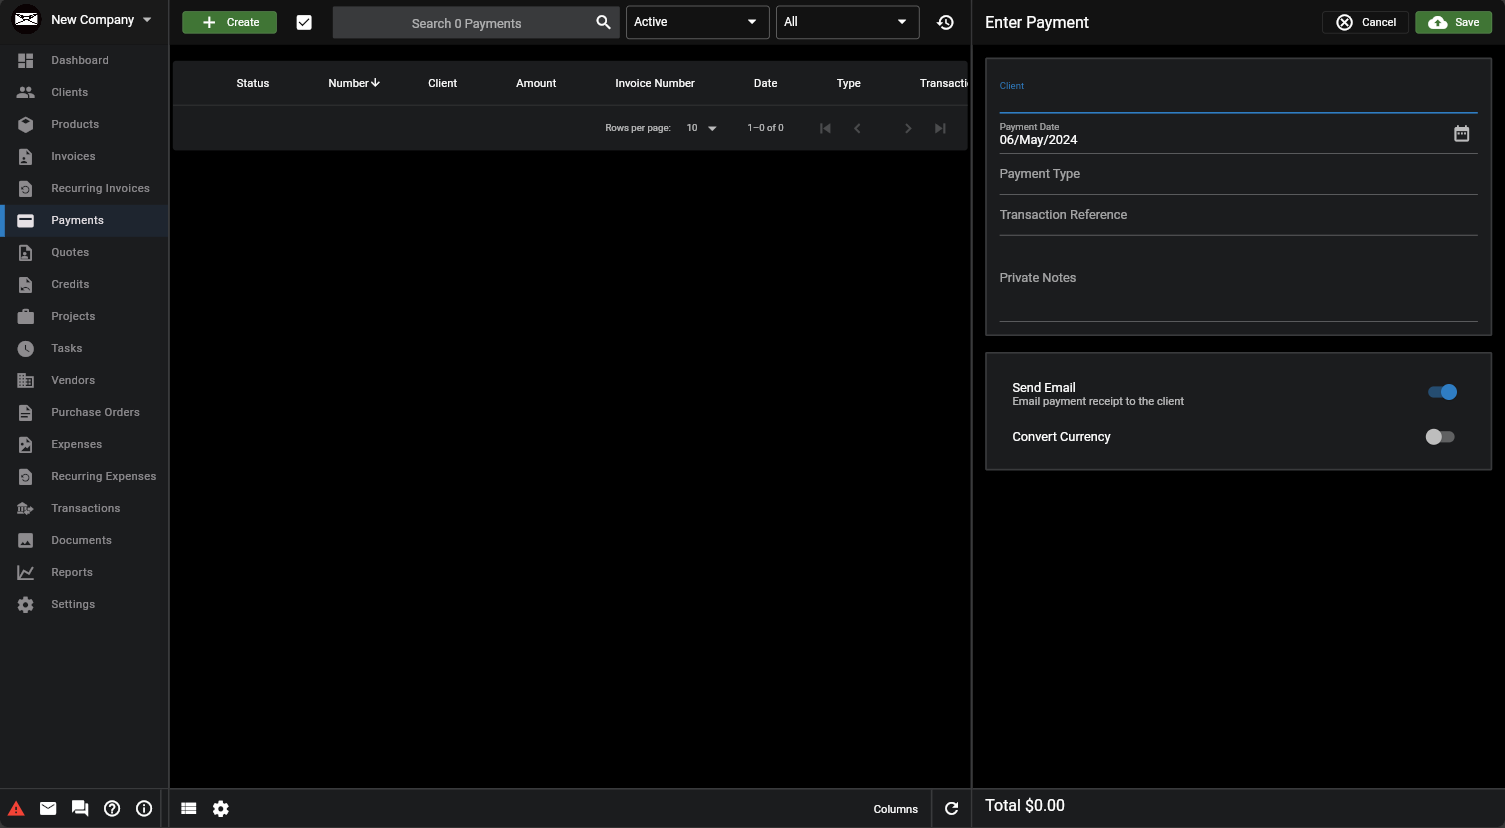 New Company
Dashboard
Clients
Products
Invoices
Recurring Invoices
Payments
Quotes
Credits
Projects
Tasks
Vendors
Purchase Orders
Expenses
Recurring Expenses
Transactions
Documents
Reports
Settings
Create
Search 0 Payments
Active
All
Status Number Client Amount Invoice Number Date Type Transacti
Rows per page: 10 1–0 of 0
Columns
Enter Payment
Cancel
Save
Client
Payment Date
06/May/2024
Payment Type
Transaction Reference
Private Notes
Send Email
Email payment receipt to the client
Convert Currency
Total $0.00